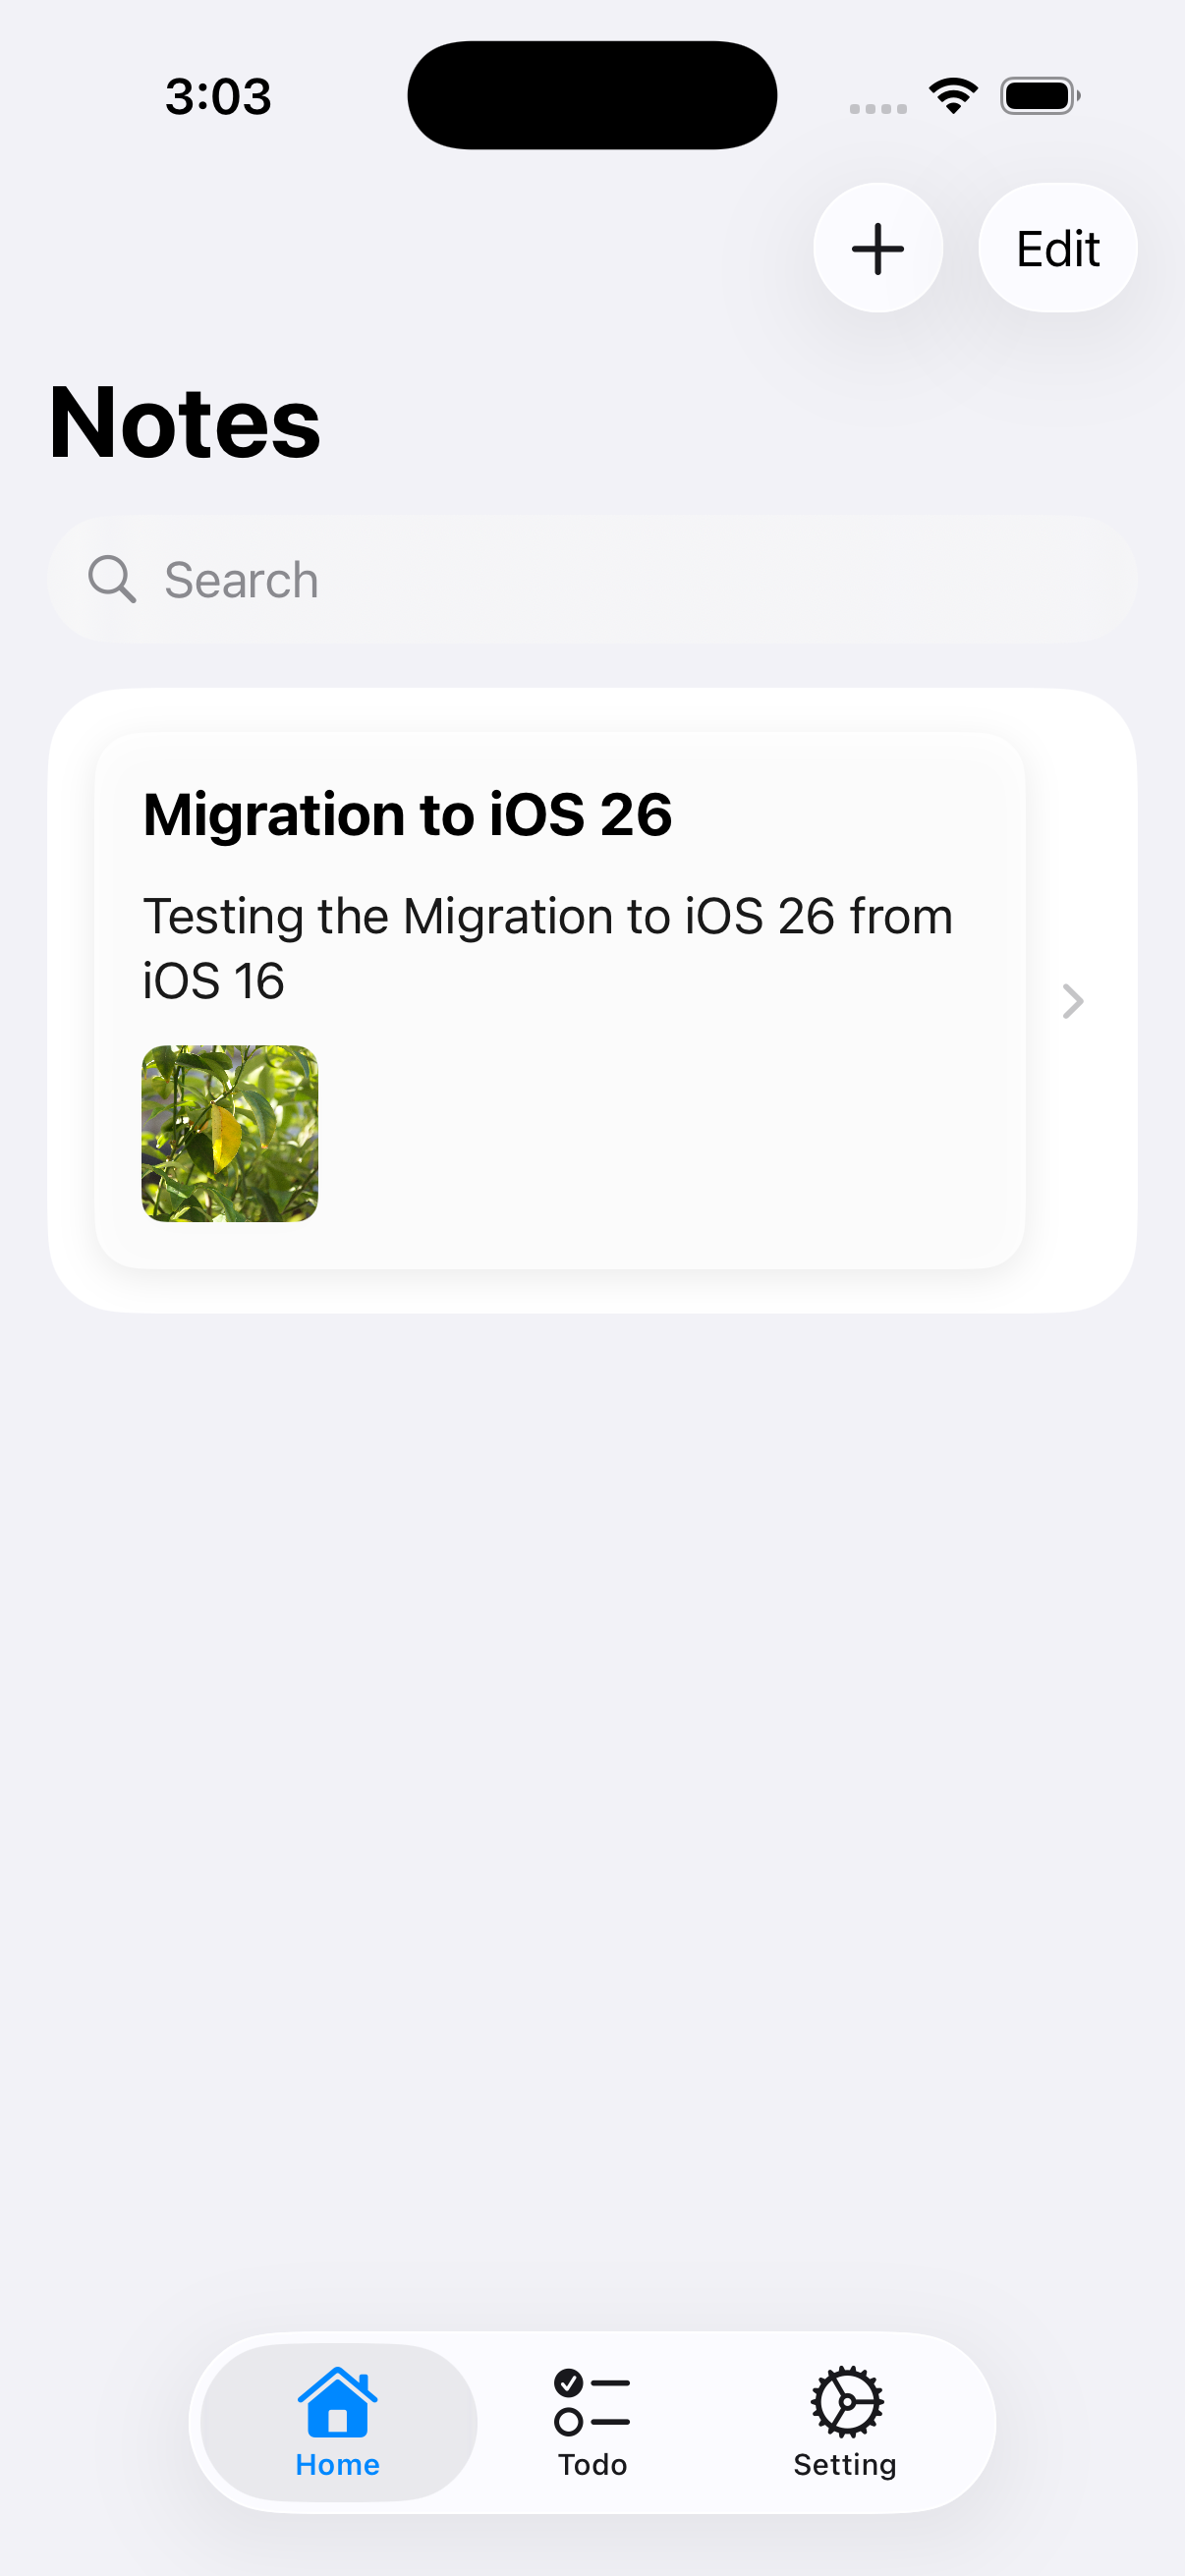 3:03
Edit
Notes
Search
Migration to iOS 26
Testing the Migration to iOS 26 from
iOS 16
Home
Todo
Setting